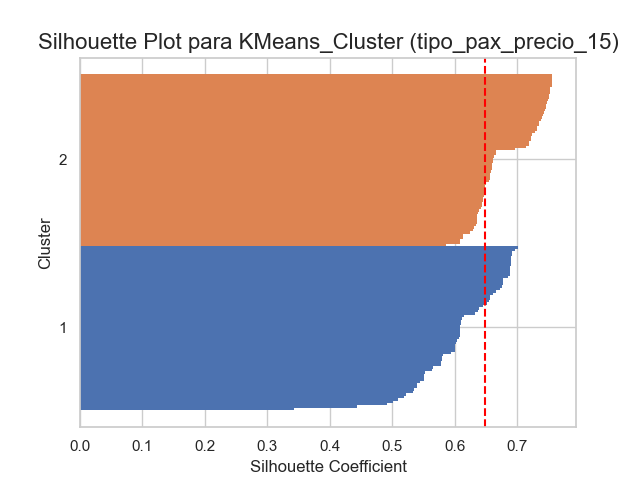 Silhouette Plot para KMeans_Cluster (tipo_pax_precio_15)
2
Cluster
1
0.0 0.1 0.2 0.3 0.4 0.5 0.6 0.7
Silhouette Coefficient